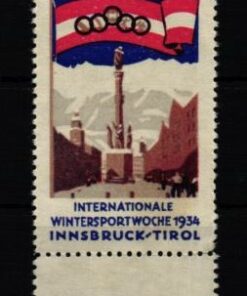 INTERNATIONALE
WINTERSPORTWOCHE 1934
INNSBRUCK-TIROL